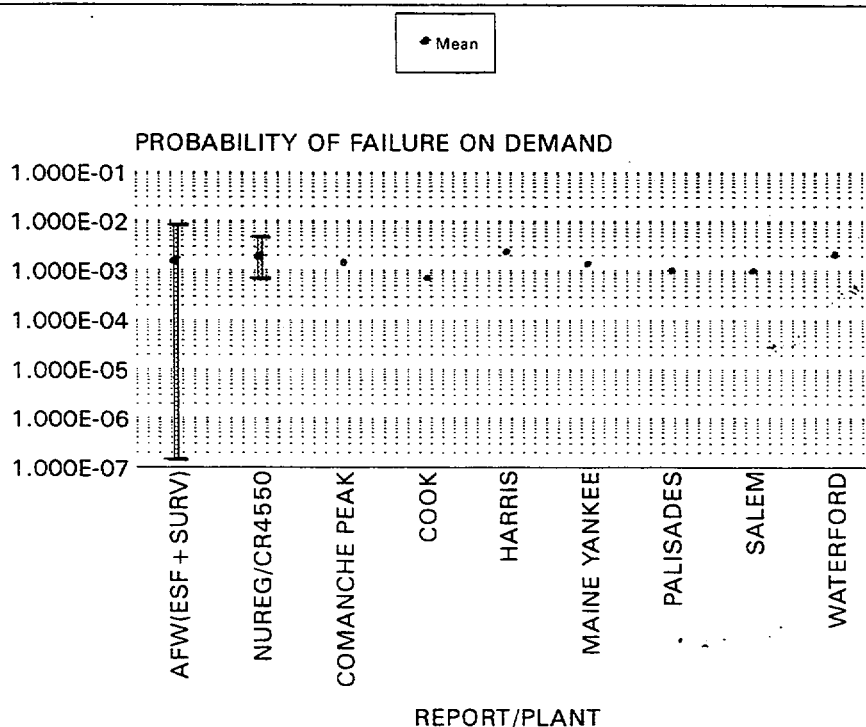 Mean
PROBABILITY OF FAILURE ON DEMAND
1.000E-01
1.000E-02
1.000E-03
1.000E-04
1.000E-05
1.000E-06
1.000E-07
AFW(ESF + SURV)
NUREG/CR4550
COMANCHE PEAK
COOK
HARRIS
MAINE YANKEE
PALISADES
SALEM
WATERFORD
REPORT/PLANT